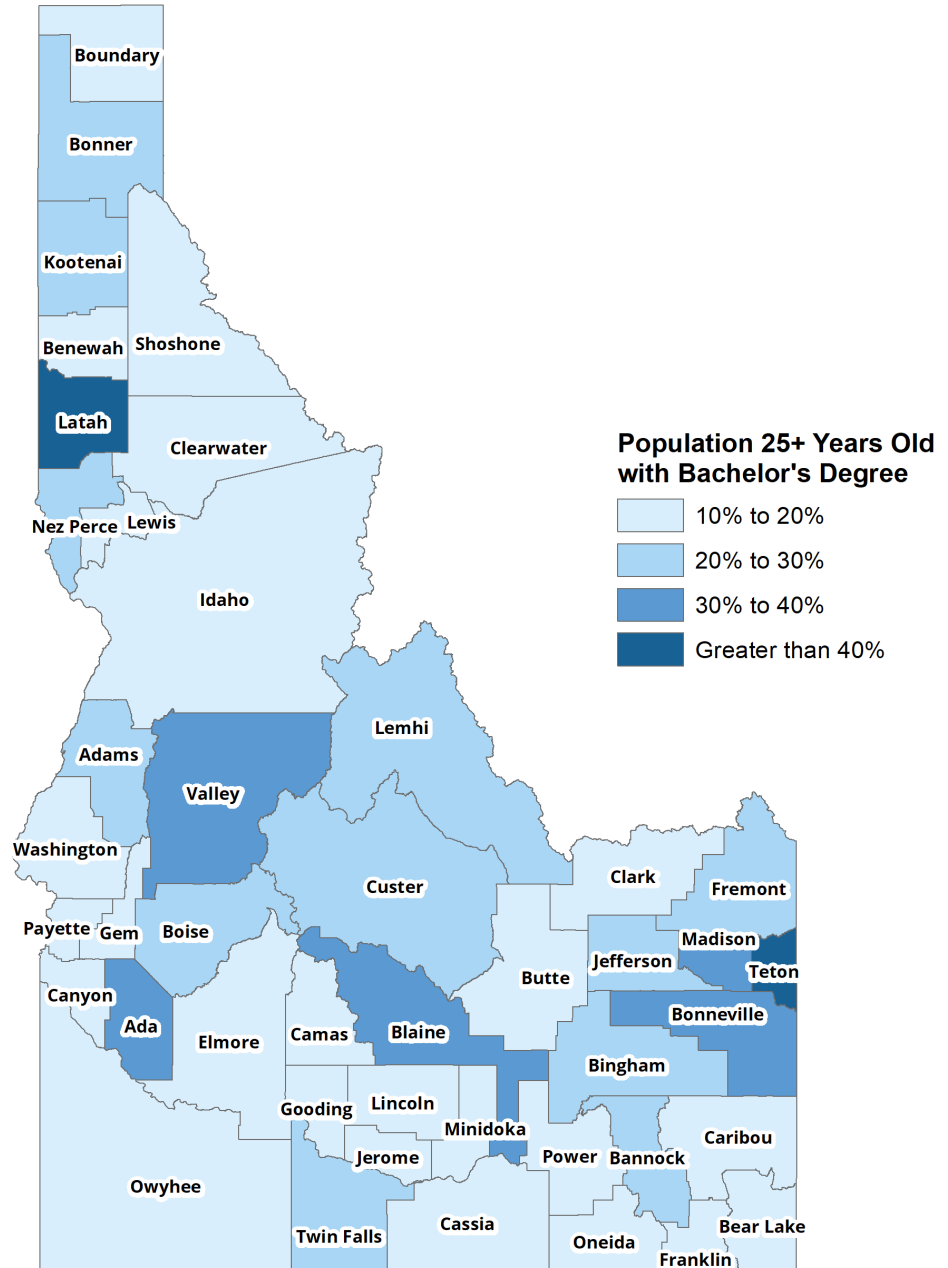 Boundary
Bonner
Kootenai
Benewah
Shoshone
Latah
Clearwater
Population 25+ Years Old
with Bachelor's Degree
10% to 20%
20% to 30%
30% to 40%
Greater than 40%
Nez Perce
Lewis
Idaho
Lemhi
Adams
Valley
Washington
Custer
Clark
Fremont
Payette
Gem
Boise
Madison
Jefferson
Teton
Butte
Canyon
Ada
Bonneville
Elmore
Camas
Blaine
Bingham
Gooding
Lincoln
Minidoka
Caribou
Jerome
Power
Bannock
Owyhee
Cassia
Bear Lake
Twin Falls
Oneida
Franklin